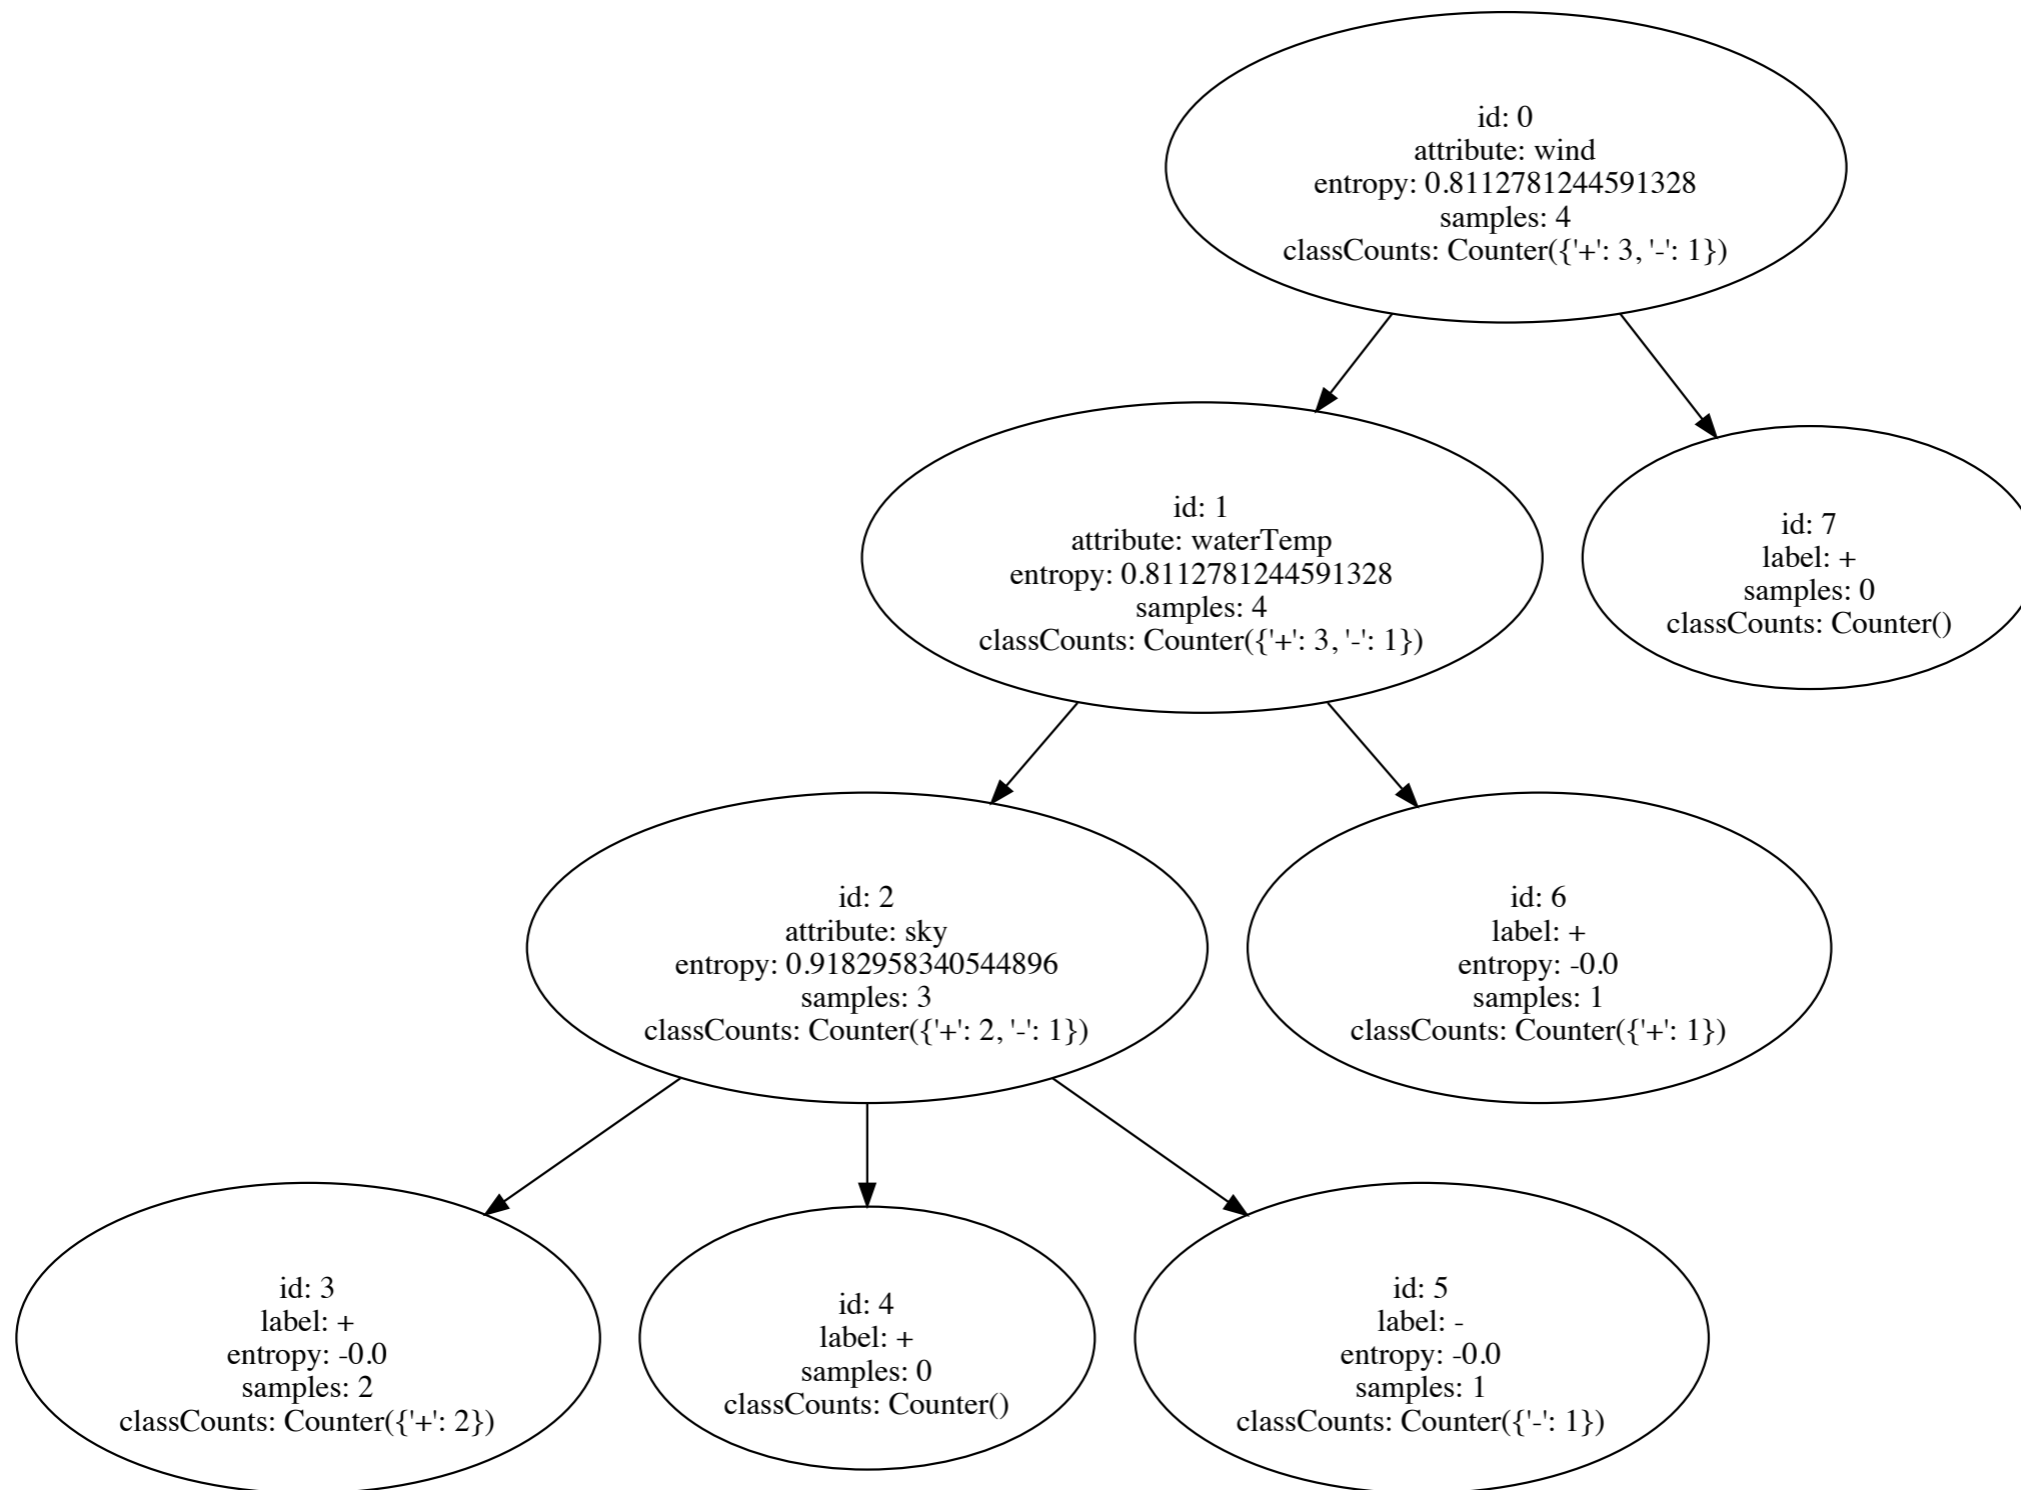 id: 0
attribute: wind
entropy: 0.8112781244591328
samples: 4
classCounts: Counter({'+': 3, '-': 1})
id: 1
attribute: waterTemp
entropy: 0.8112781244591328
samples: 4
classCounts: Counter({'+': 3, '-': 1})
id: 7
label: +
samples: 0
classCounts: Counter()
id: 2
attribute: sky
entropy: 0.9182958340544896
samples: 3
classCounts: Counter({'+': 2, '-': 1})
id: 6
label: +
entropy: -0.0
samples: 1
classCounts: Counter({'+': 1})
id: 3
label: +
entropy: -0.0
samples: 2
classCounts: Counter({'+': 2})
id: 4
label: +
samples: 0
classCounts: Counter()
id: 5
label: -
entropy: -0.0
samples: 1
classCounts: Counter({'-': 1})